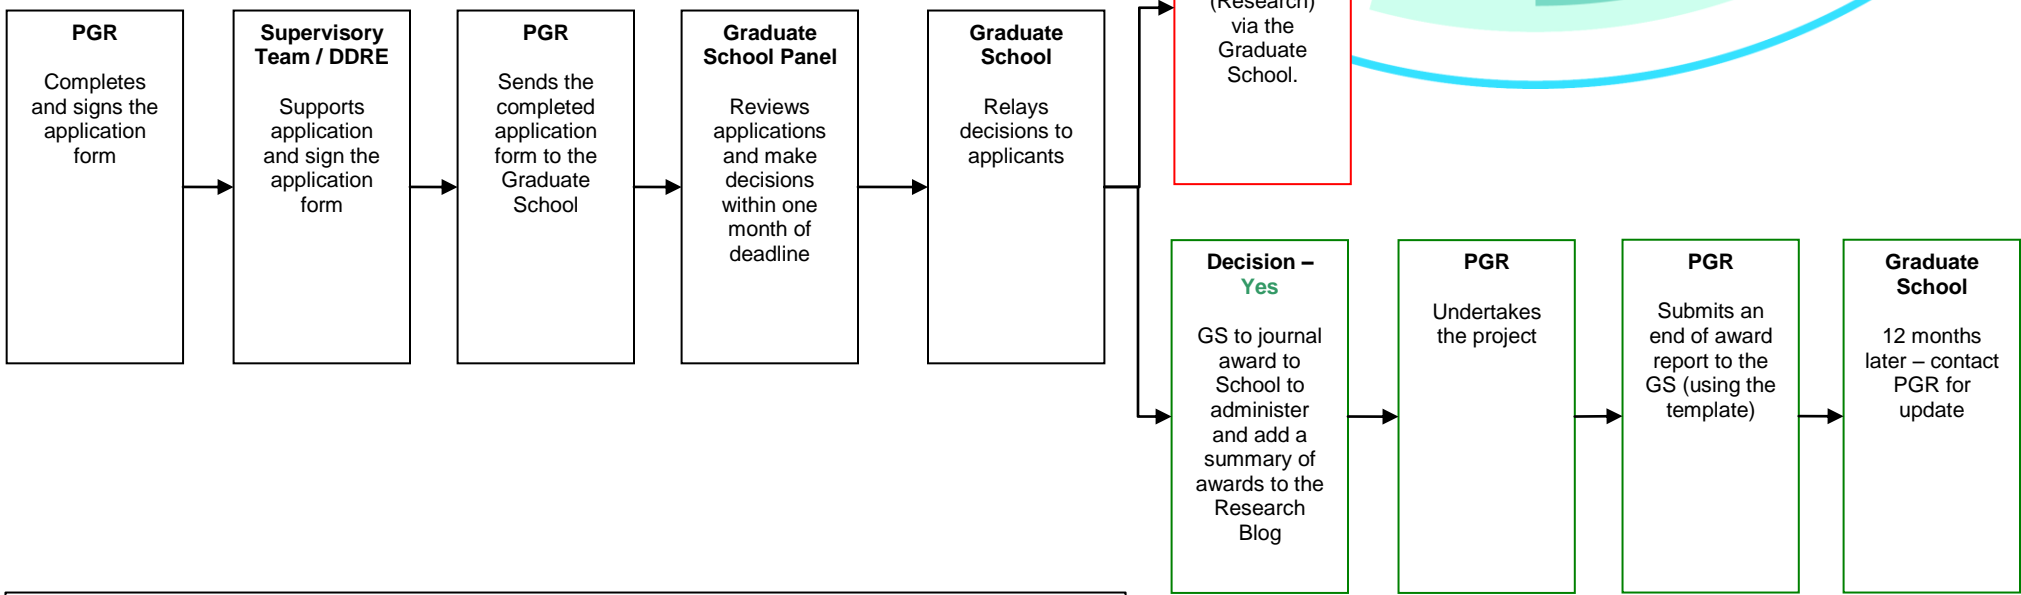 PGR
Completes
and signs the
application
form
Supervisory
Team / DDRE
Supports
application
and sign the
application
form
PGR
Sends the
completed
application
form to the
Graduate
School
Graduate
School Panel
Reviews
applications
and make
decisions
within one
month of
deadline
Graduate
School
Relays
decisions to
applicants
(Research)
via the
Graduate
School.
Decision –
Yes
GS to journal
award to
School to
administer
and add a
summary of
awards to the
Research
Blog
PGR
Undertakes
the project
PGR
Submits an
end of award
report to the
GS (using the
template)
Graduate
School
12 months
later – contact
PGR for
update